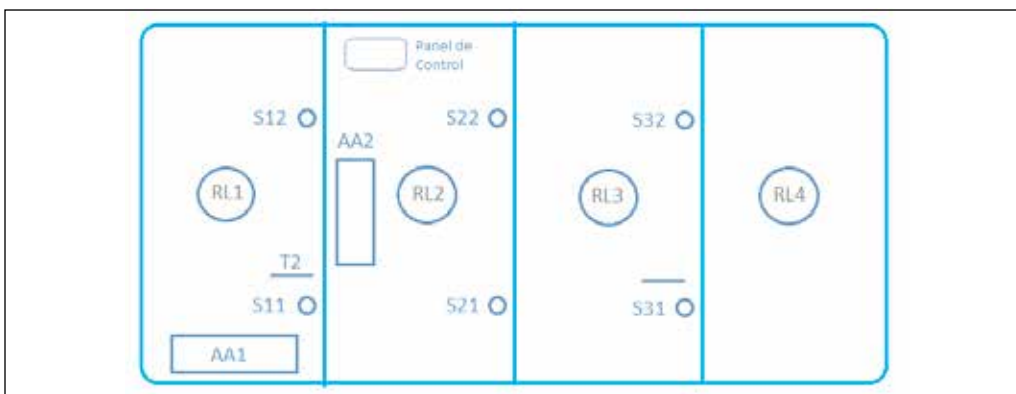 Panel de
Control
S12
S22
S32
AA2
RL1
RL2
RL3
RL4
T2
S11
S21
S31
AA1